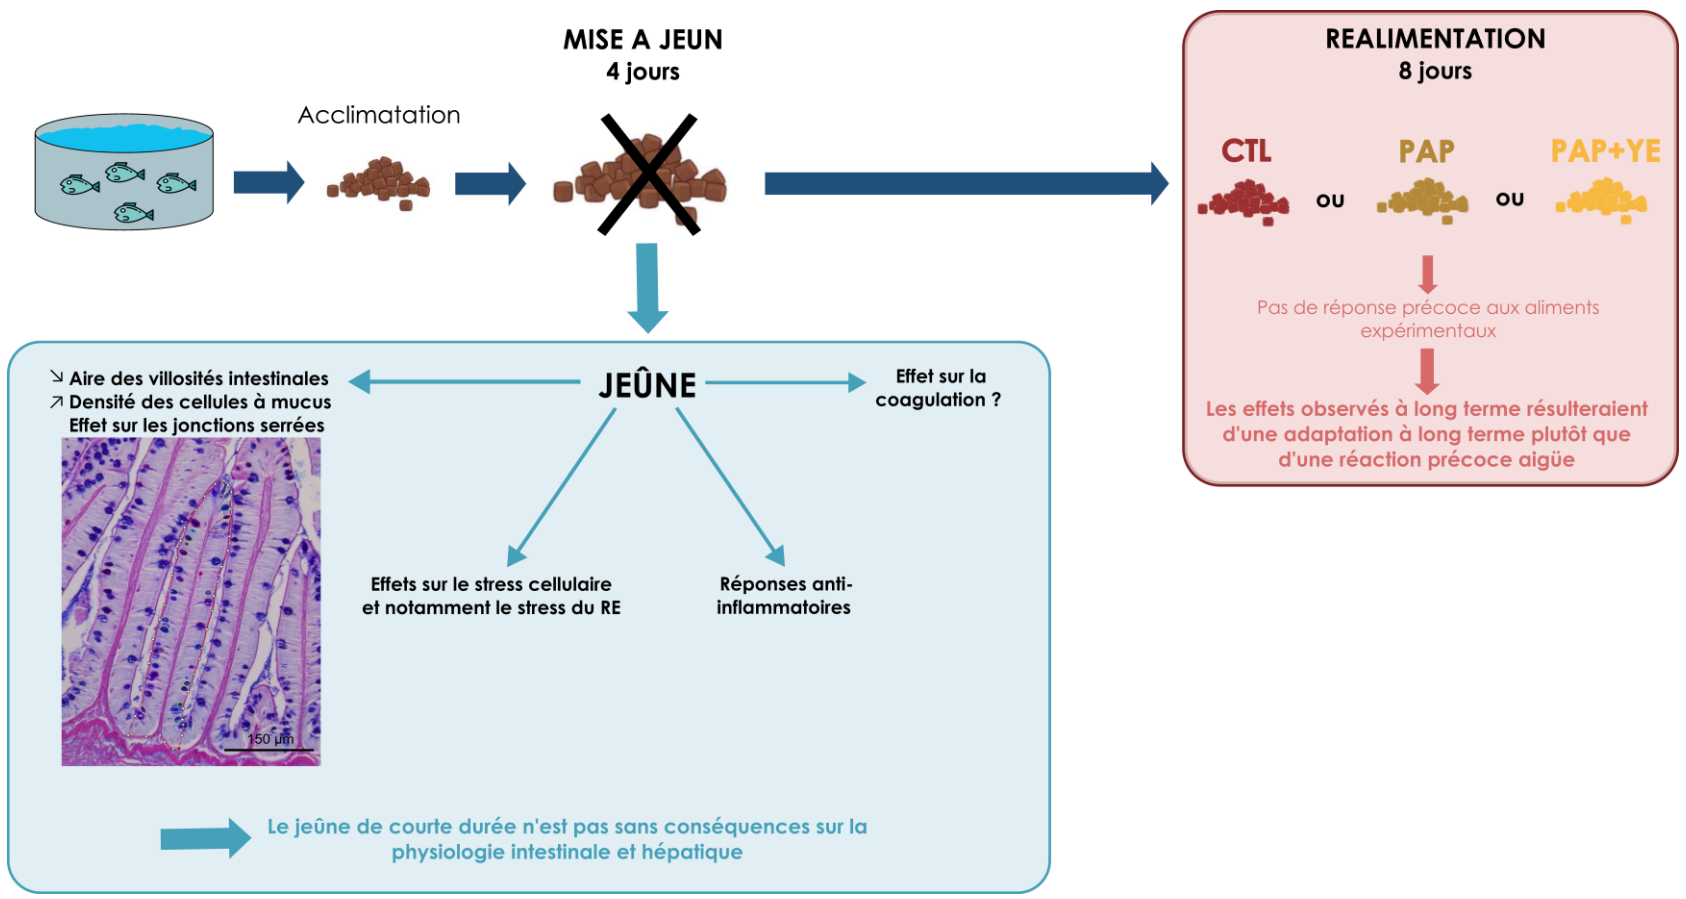 MISE A JEUN
4 jours
Acclimatation
REALIMENTATION
8 jours
CTL
ou
PAP
ou
PAP+YE
Pas de réponse précoce aux aliments
expérimentaux
Les effets observés à long terme résulteraient
d'une adaptation à long terme plutôt que
d'une réaction précoce aigüe
JEÛNE
↘ Aire des villosités intestinales
↗ Densité des cellules à mucus
Effet sur les jonctions serrées
150 µm
Effet sur la
coagulation ?
Effets sur le stress cellulaire
et notamment le stress du RE
Réponses anti-
inflammatoires
Le jeûne de courte durée n'est pas sans conséquences sur la
physiologie intestinale et hépatique